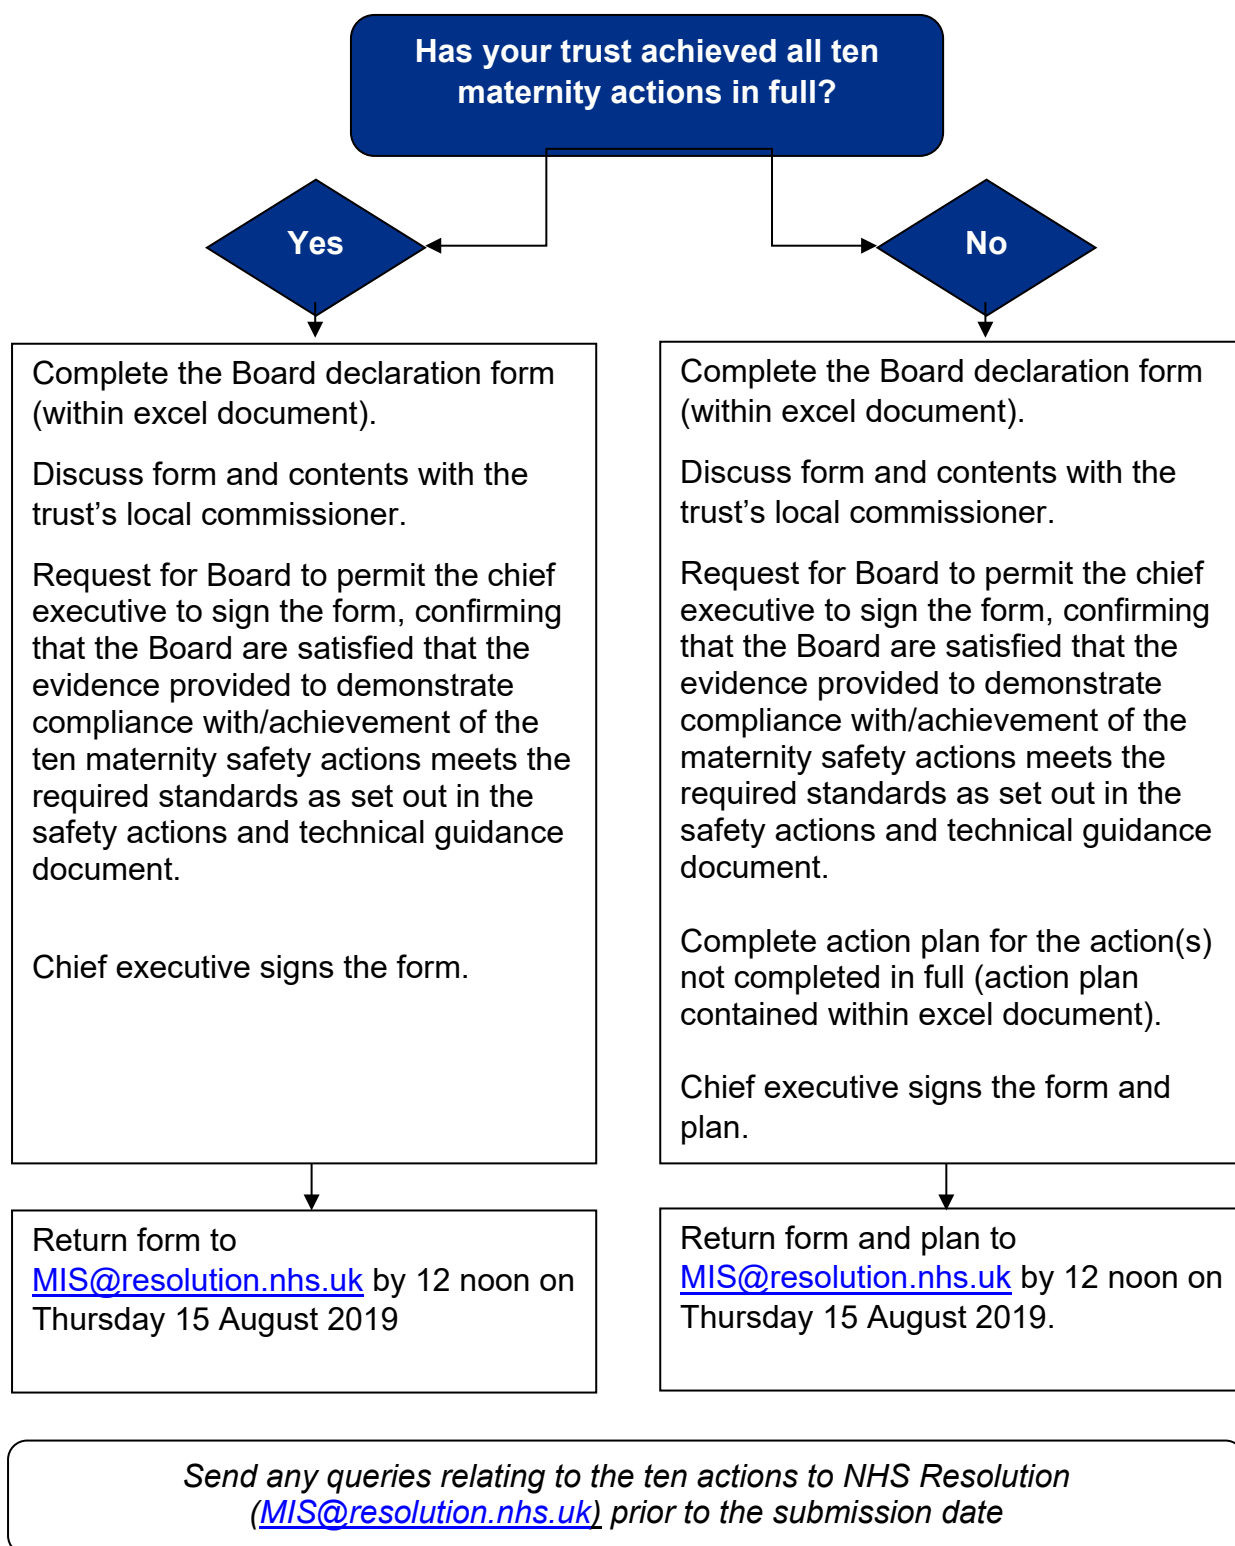 Has your trust achieved all ten
maternity actions in full?
Yes
No
Complete the Board declaration form
(within excel document).
Discuss form and contents with the
trust’s local commissioner.
Request for Board to permit the chief
executive to sign the form, confirming
that the Board are satisfied that the
evidence provided to demonstrate
compliance with/achievement of the
ten maternity safety actions meets the
required standards as set out in the
safety actions and technical guidance
document.
Chief executive signs the form.
Complete the Board declaration form
(within excel document).
Discuss form and contents with the
trust’s local commissioner.
Request for Board to permit the chief
executive to sign the form, confirming
that the Board are satisfied that the
evidence provided to demonstrate
compliance with/achievement of the
maternity safety actions meets the
required standards as set out in the
safety actions and technical guidance
document.
Complete action plan for the action(s)
not completed in full (action plan
contained within excel document).
Chief executive signs the form and
plan.
Return form to
MIS@resolution.nhs.uk by 12 noon on
Thursday 15 August 2019
Return form and plan to
MIS@resolution.nhs.uk by 12 noon on
Thursday 15 August 2019.
Send any queries relating to the ten actions to NHS Resolution
(MIS@resolution.nhs.uk) prior to the submission date